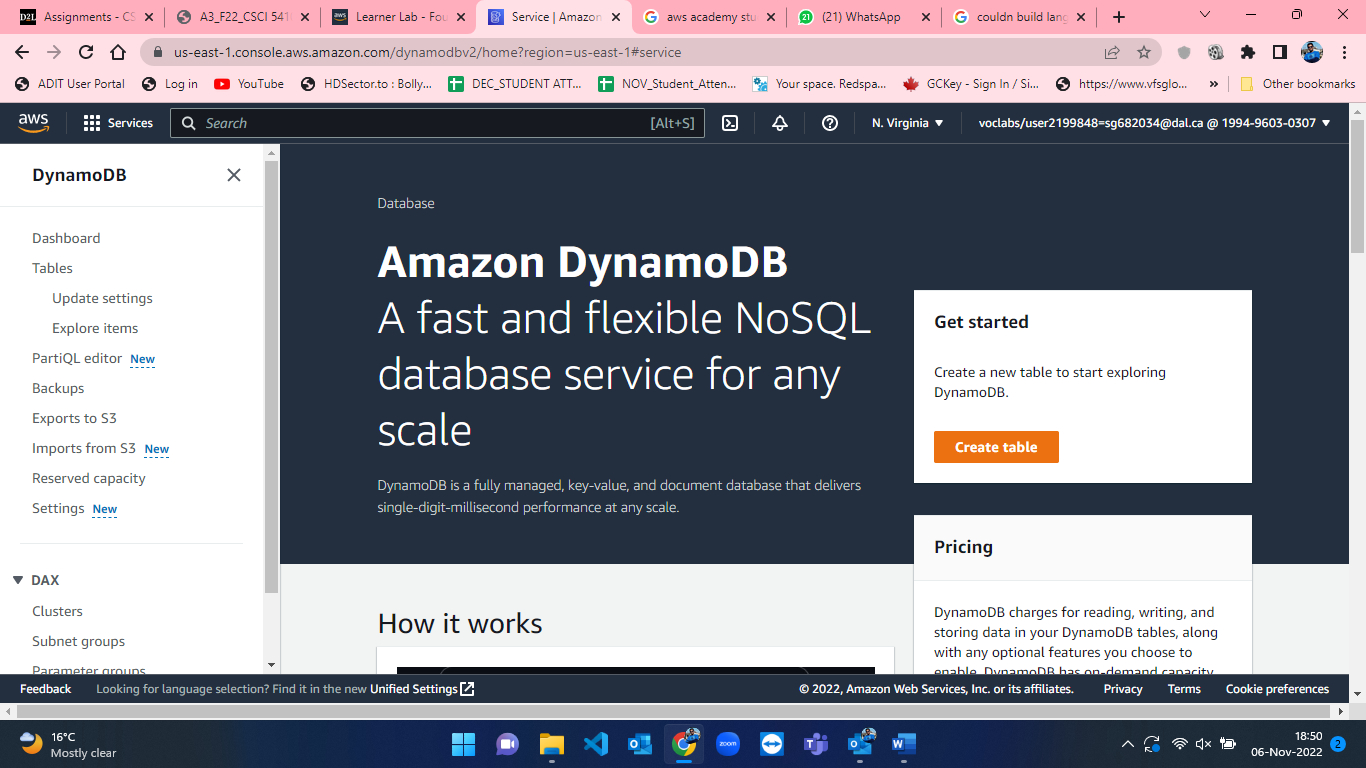 Assignments - CS
A3_F22_CSCI 541
Learner Lab - Fou
Service | Amazon
aws academy stu
(21) WhatsApp
couldn build lang
us-east-1.console.aws.amazon.com/dynamodbv2/home?region=us-east-1#service
ADIT User Portal
Log in
YouTube
HDSector.to : Bolly...
DEC_STUDENT ATT...
NOV_Student_Atten...
Your space. Redspa...
GCKey - Sign In / Si...
https://www.vfsglo...
»
Other bookmarks
aws
Services
Search
[Alt+S]
N. Virginia
voclabs/user2199848=sg682034@dal.ca @ 1994-9603-0307
DynamoDB
Dashboard
Tables
Update settings
Explore items
PartiQL editor New
Backups
Exports to S3
Imports from S3 New
Reserved capacity
Settings New
DAX
Clusters
Subnet groups
Parameter groups
Database
Amazon DynamoDB
A fast and flexible NoSQL
database service for any
scale
DynamoDB is a fully managed, key-value, and document database that delivers
single-digit-millisecond performance at any scale.
Get started
Create a new table to start exploring
DynamoDB.
Create table
Pricing
DynamoDB charges for reading, writing, and
storing data in your DynamoDB tables, along
with any optional features you choose to
enable. DynamoDB has on-demand capacity
How it works
Feedback
Looking for language selection? Find it in the new Unified Settings
© 2022, Amazon Web Services, Inc. or its affiliates.
Privacy
Terms
Cookie preferences
16°C
Mostly clear
zoom
18:50
06-Nov-2022
2